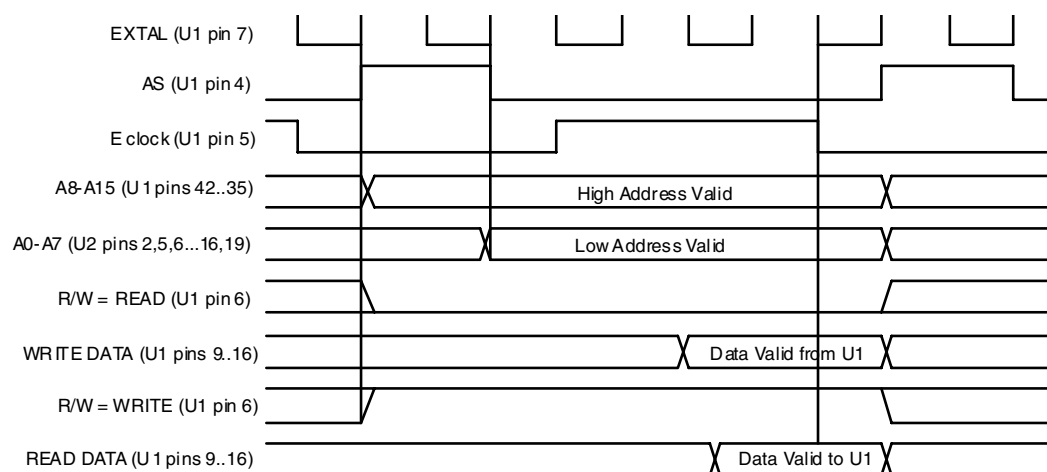 EXTAL (U1 pin 7)
AS (U1 pin 4)
E clock (U1 pin 5)
A8-A15 (U1 pins 42..35)
High Address Valid
A0-A7 (U2 pins 2,5,6...16,19)
Low Address Valid
R/W = READ (U1 pin 6)
WRITE DATA (U1 pins 9..16)
Data Valid from U1
R/W = WRITE (U1 pin 6)
READ DATA (U1 pins 9..16)
Data Valid to U1